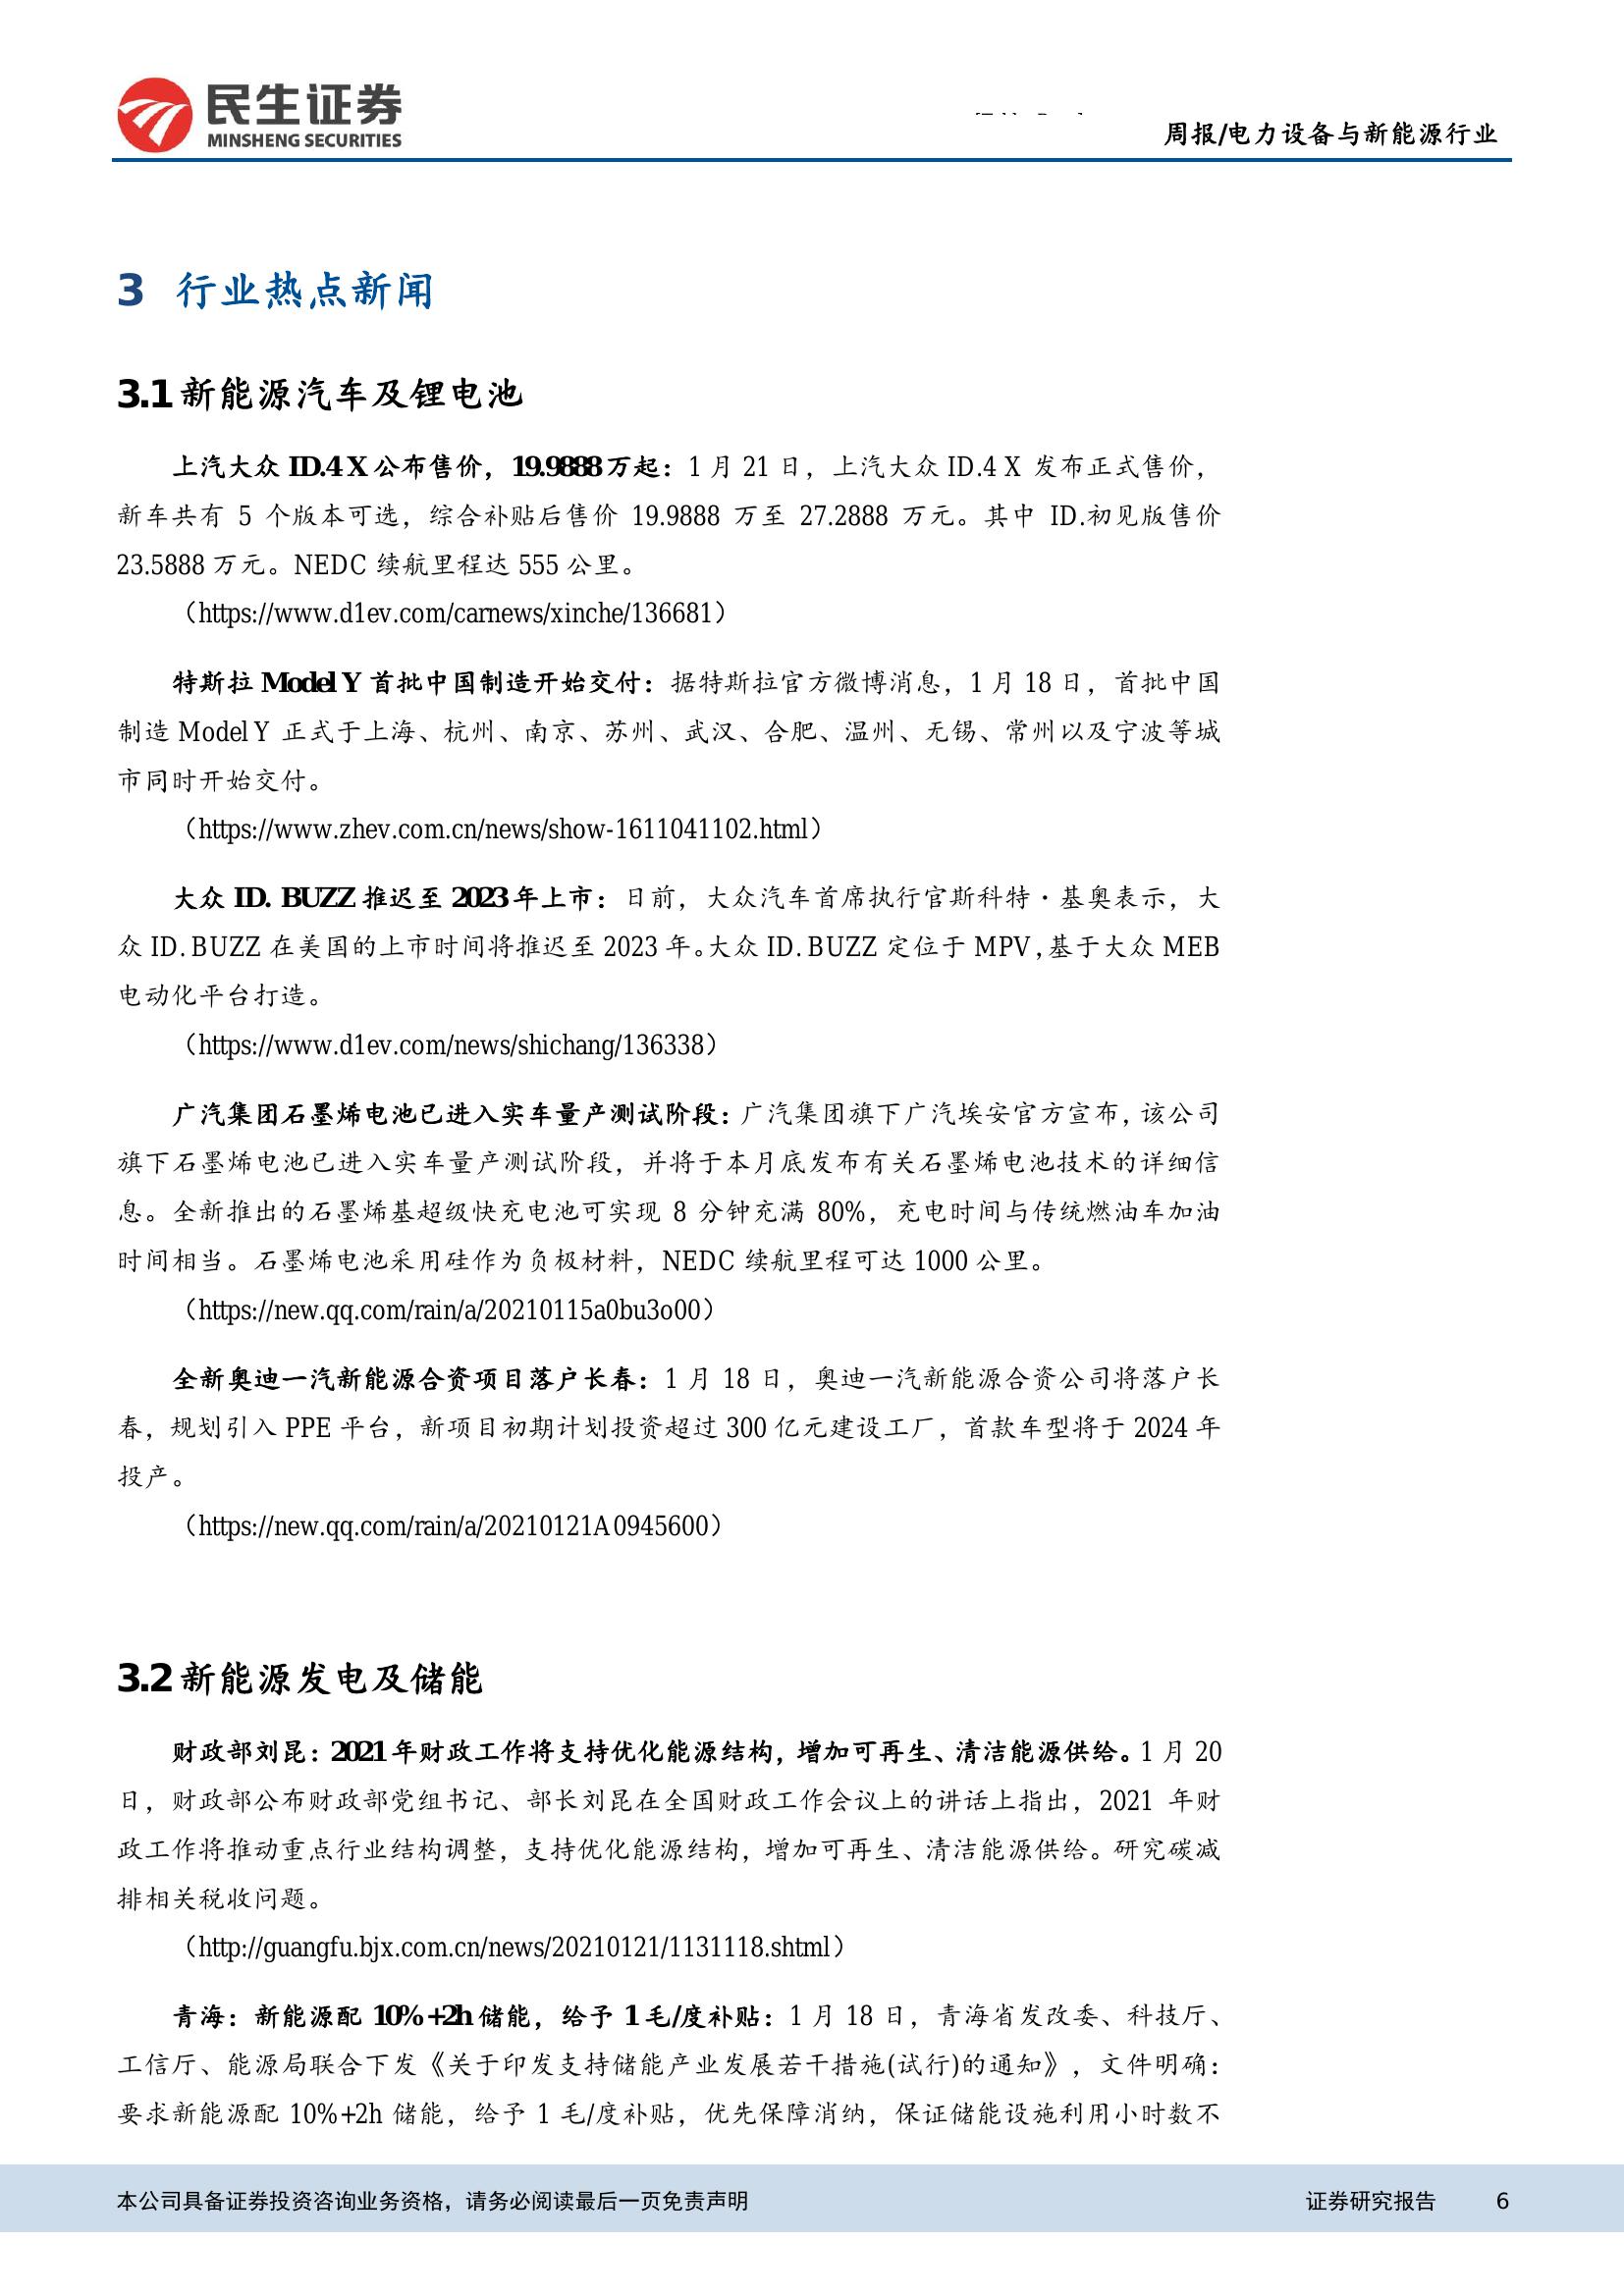 民生证券
MINSHENG SECURITIES
周报/电力设备与新能源行业
3 行业热点新闻
3.1 新能源汽车及锂电池
上汽大众 ID.4 X 公布售价，19.9888 万起：1 月 21 日，上汽大众 ID.4 X 发布正式售价，
新车共有 5 个版本可选，综合补贴后售价 19.9888 万至 27.2888 万元。其中 ID.初见版售价
23.5888 万元。NEDC 续航里程达 555 公里。
（https://www.d1ev.com/carnews/xinche/136681）
特斯拉 Model Y 首批中国制造开始交付：据特斯拉官方微博消息，1 月 18 日，首批中国
制造 Model Y 正式于上海、杭州、南京、苏州、武汉、合肥、温州、无锡、常州以及宁波等城
市同时开始交付。
（https://www.zhev.com.cn/news/show-1611041102.html）
大众 ID. BUZZ 推迟至 2023 年上市：日前，大众汽车首席执行官斯科特·基奥表示，大
众 ID. BUZZ 在美国的上市时间将推迟至 2023 年。大众 ID. BUZZ 定位于 MPV，基于大众 MEB
电动化平台打造。
（https://www.d1ev.com/news/shichang/136338）
广汽集团石墨烯电池已进入实车量产测试阶段：广汽集团旗下广汽埃安官方宣布，该公司
旗下石墨烯电池已进入实车量产测试阶段，并将于本月底发布有关石墨烯电池技术的详细信
息。全新推出的石墨烯基超级快充电池可实现 8 分钟充满 80%，充电时间与传统燃油车加油
时间相当。石墨烯电池采用硅作为负极材料，NEDC 续航里程可达 1000 公里。
（https://new.qq.com/rain/a/20210115a0bu3o00）
全新奥迪一汽新能源合资项目落户长春：1 月 18 日，奥迪一汽新能源合资公司将落户长
春，规划引入 PPE 平台，新项目初期计划投资超过 300 亿元建设工厂，首款车型将于 2024 年
投产。
（https://new.qq.com/rain/a/20210121A0945600）
3.2 新能源发电及储能
财政部刘昆：2021 年财政工作将支持优化能源结构，增加可再生、清洁能源供给。1 月 20
日，财政部公布财政部党组书记、部长刘昆在全国财政工作会议上的讲话上指出，2021 年财
政工作将推动重点行业结构调整，支持优化能源结构，增加可再生、清洁能源供给。研究碳减
排相关税收问题。
（http://guangfu.bjx.com.cn/news/20210121/1131118.shtml）
青海：新能源配 10%+2h 储能，给予 1 毛/度补贴：1 月 18 日，青海省发改委、科技厅、
工信厅、能源局联合下发《关于印发支持储能产业发展若干措施(试行)的通知》，文件明确：
要求新能源配 10%+2h 储能，给予 1 毛/度补贴，优先保障消纳，保证储能设施利用小时数不
本公司具备证券投资咨询业务资格，请务必阅读最后一页免责声明 证券研究报告 6